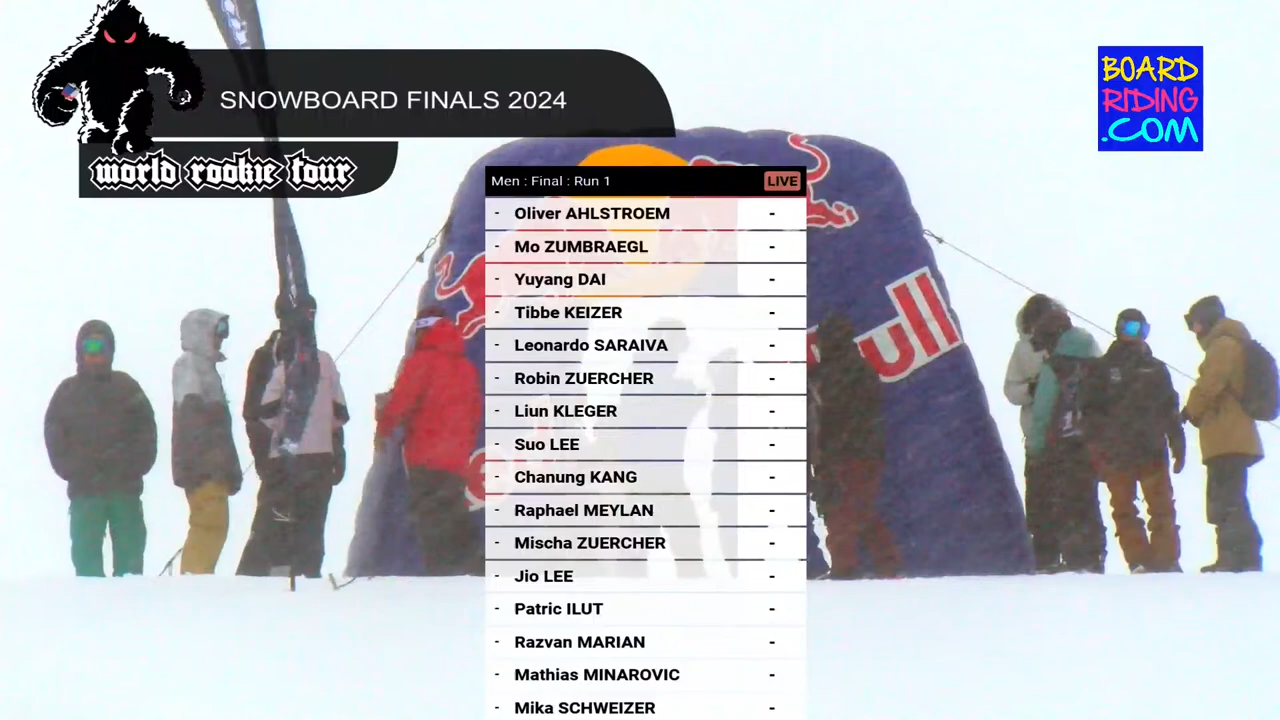 SNOWBOARD FINALS 2024
world rookie tour
BOARD
RIDING
.COM
Men : Final : Run 1 LIVE
- Oliver AHLSTROEM -
- Mo ZUMBRAEGL -
- Yuyang DAI -
- Tibbe KEIZER -
- Leonardo SARAIVA -
- Robin ZUERCHER -
- Liun KLEGER -
- Suo LEE -
- Chanung KANG -
- Raphael MEYLAN -
- Mischa ZUERCHER -
- Jio LEE -
- Patric ILUT -
- Razvan MARIAN -
- Mathias MINAROVIC -
- Mika SCHWEIZER -
ull